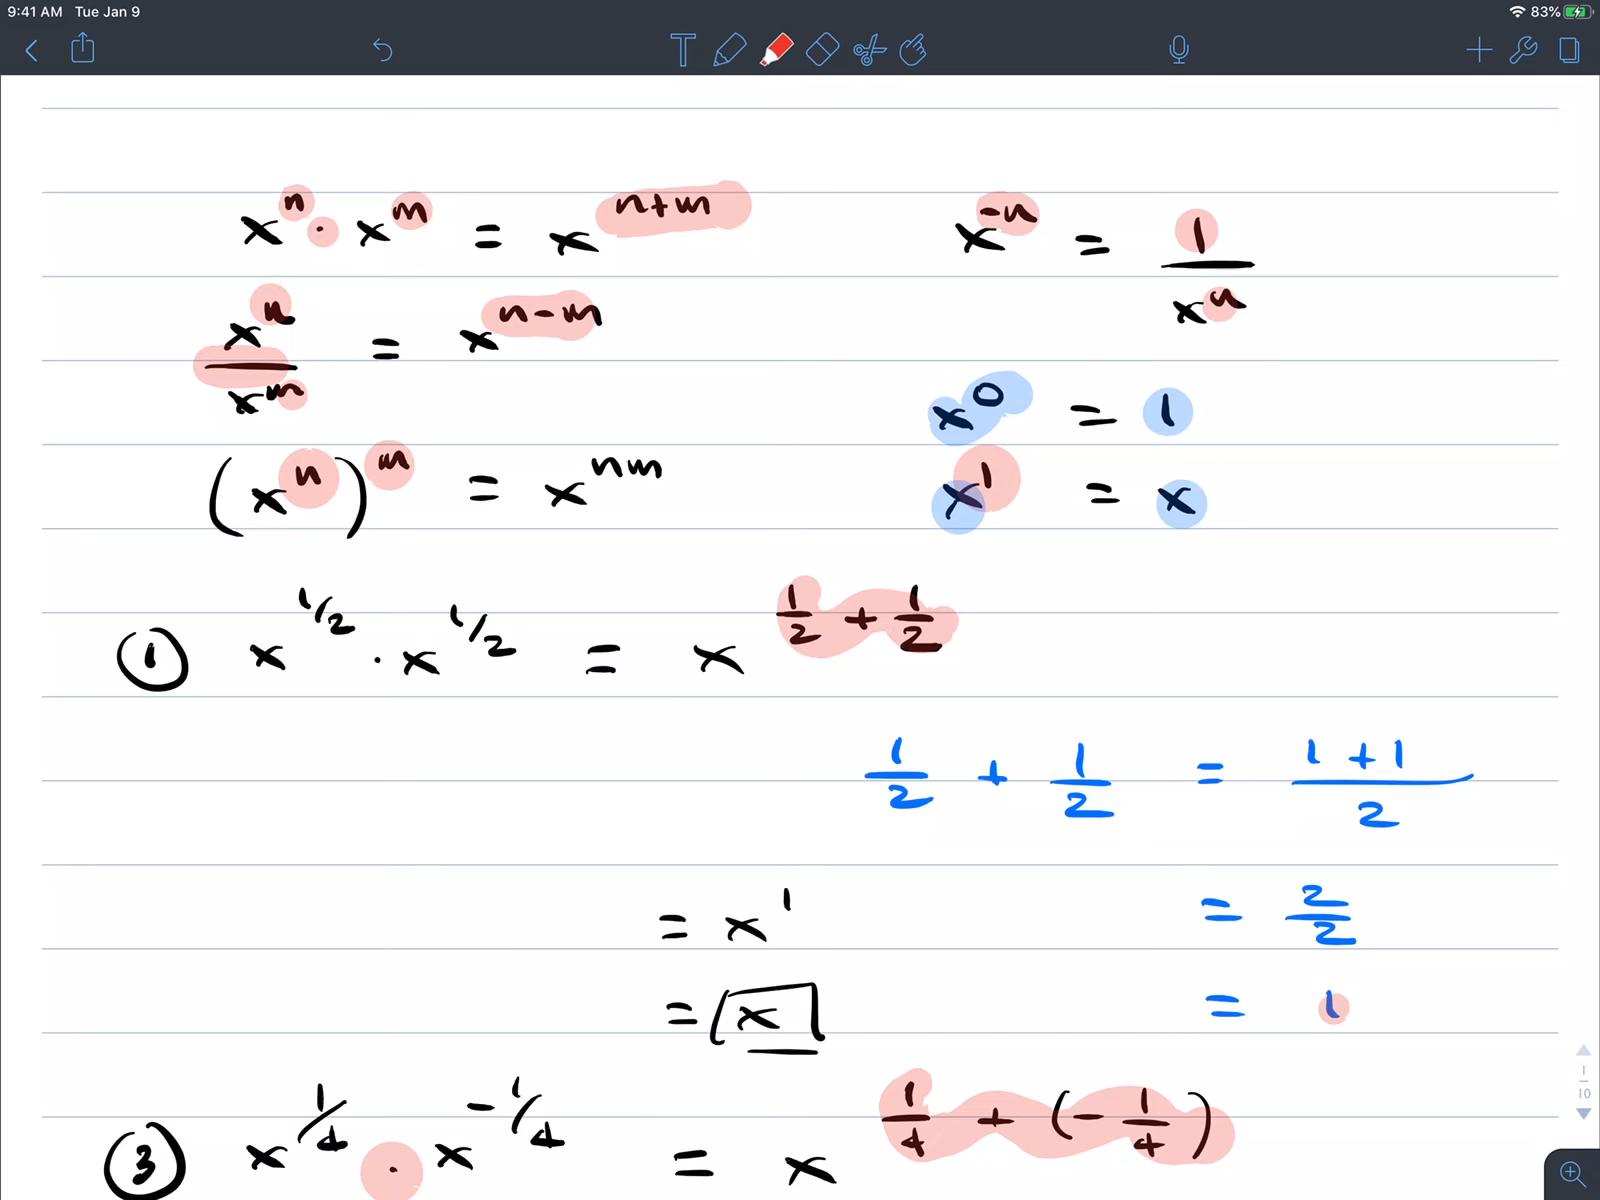 9:41 AM Tue Jan 9 83%
x^n · x^m = x^(n+m)
x^-n = 1/x^n
x^n/x^m = x^(n-m)
x^0 = 1
(x^n)^m = x^(nm)
x^1 = x
① x^(1/2) · x^(1/2) = x^(1/2 + 1/2)
1/2 + 1/2 = (1 + 1)/2
= x^1
= 2/2
= x
= 1
③ x^(1/4) · x^(-1/4) = x^(1/4 + (-1/4))
1
10